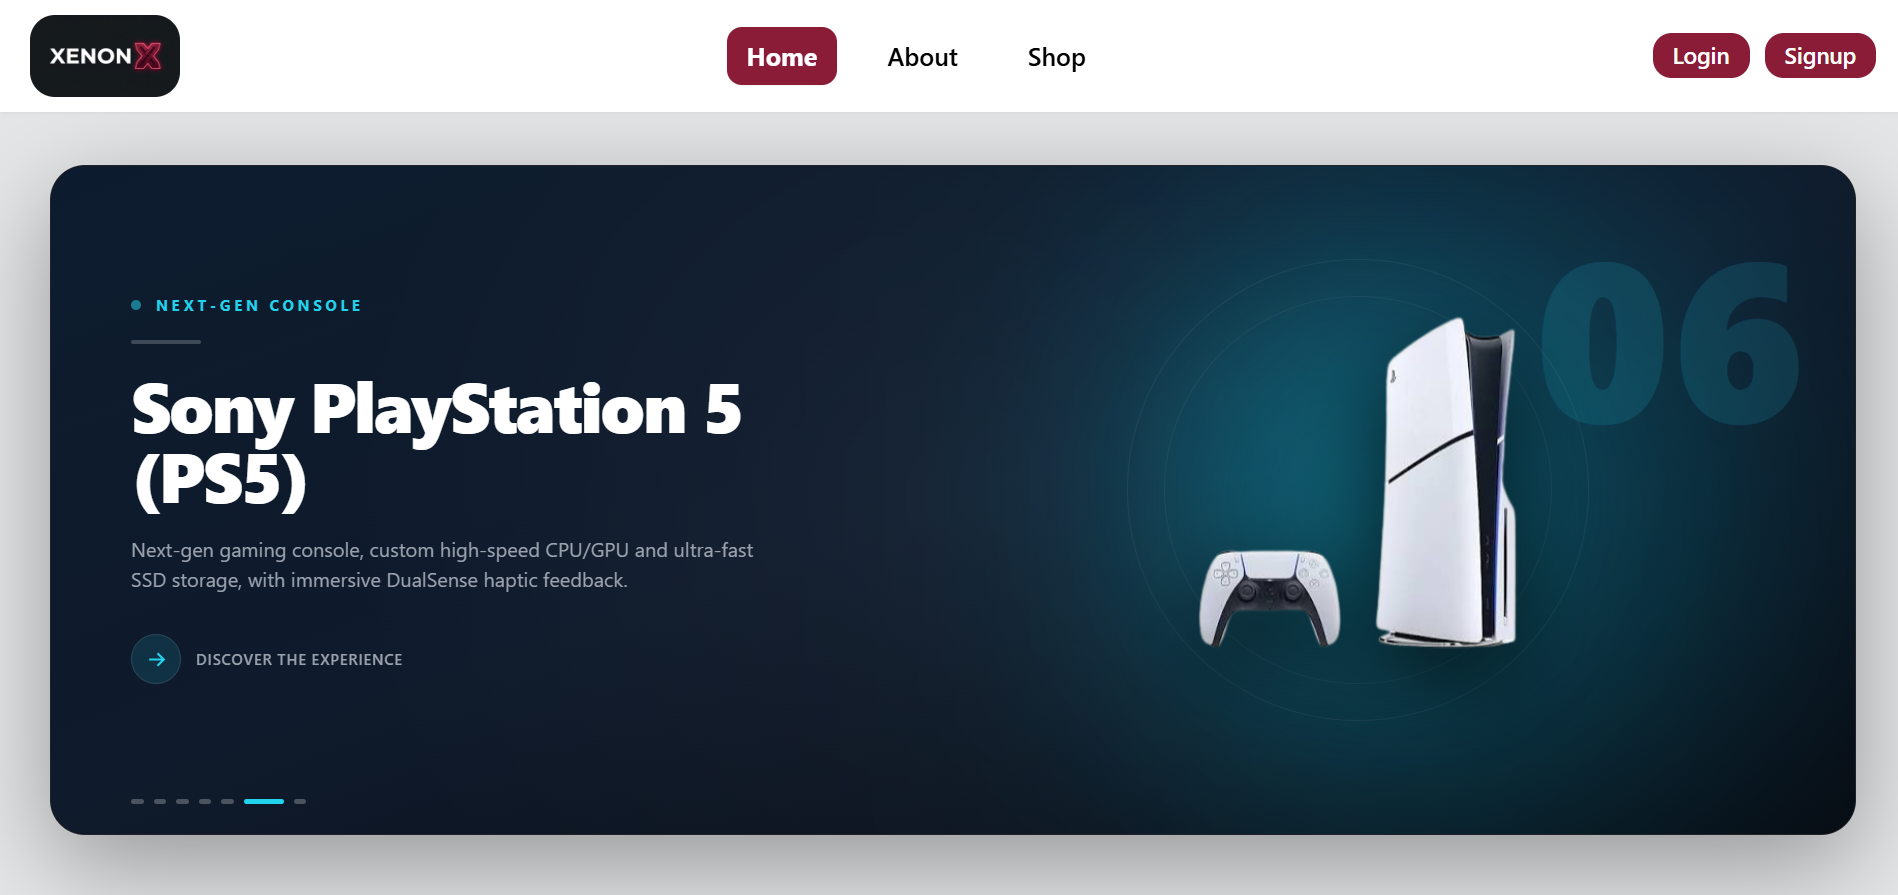 XENON X
Home
About
Shop
Login
Signup
NEXT-GEN CONSOLE
06
Sony PlayStation 5
(PS5)
Next-gen gaming console, custom high-speed CPU/GPU and ultra-fast
SSD storage, with immersive DualSense haptic feedback.
DISCOVER THE EXPERIENCE